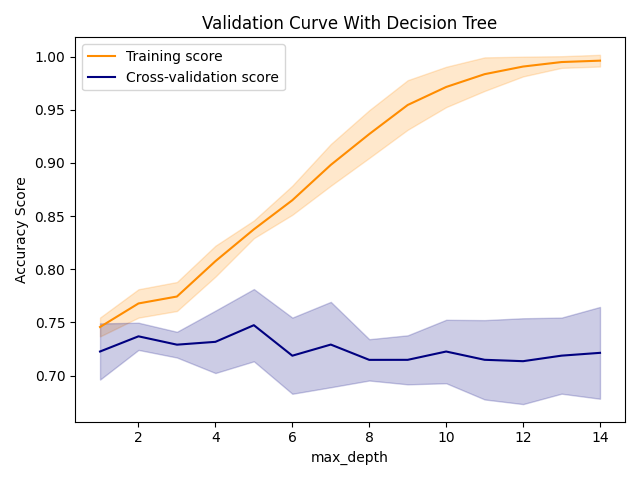 Validation Curve With Decision Tree
Training score
Cross-validation score
1.00
0.95
0.90
0.85
0.80
0.75
0.70
Accuracy Score
2 4 6 8 10 12 14
max_depth